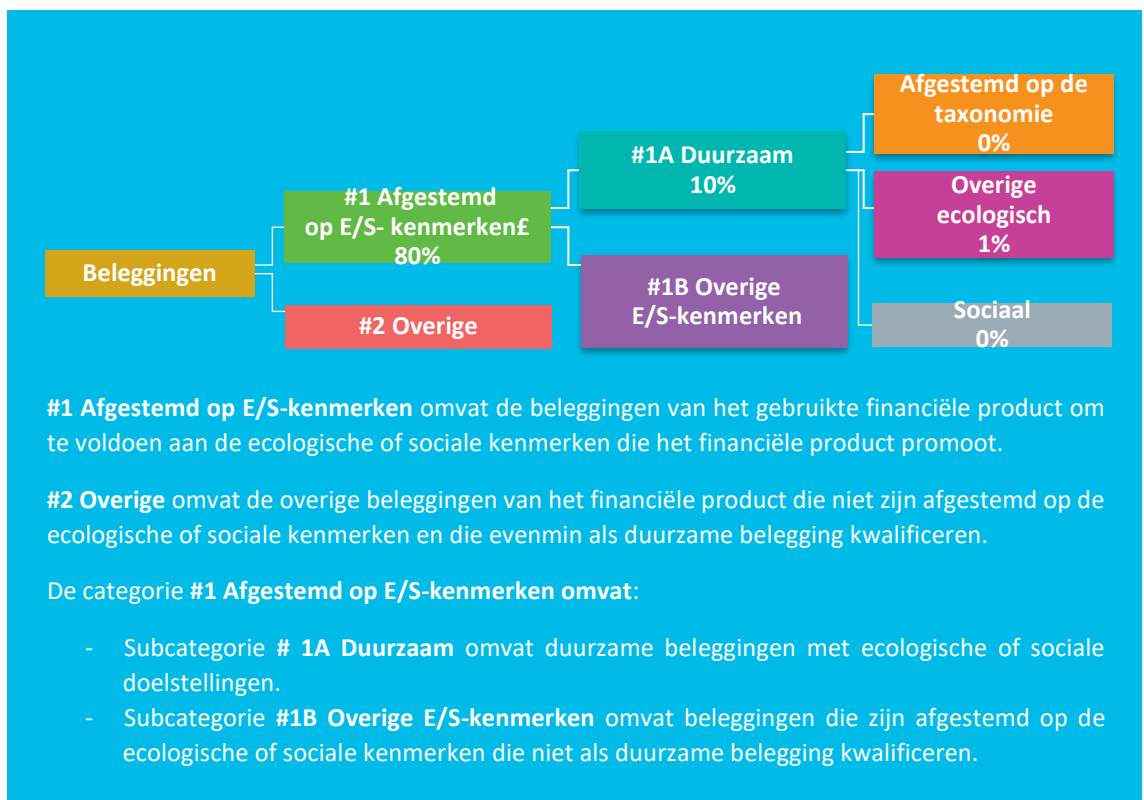 Beleggingen
#1 Afgestemd
op E/S- kenmerken£
80%
#2 Overige
#1A Duurzaam
10%
#1B Overige
E/S-kenmerken
Afgestemd op de
taxonomie
0%
Overige
ecologisch
1%
Sociaal
0%
#1 Afgestemd op E/S-kenmerken omvat de beleggingen van het gebruikte financiële product om
te voldoen aan de ecologische of sociale kenmerken die het financiële product promoot.
#2 Overige omvat de overige beleggingen van het financiële product die niet zijn afgestemd op de
ecologische of sociale kenmerken en die evenmin als duurzame belegging kwalificeren.
De categorie #1 Afgestemd op E/S-kenmerken omvat:
- Subcategorie # 1A Duurzaam omvat duurzame beleggingen met ecologische of sociale
doelstellingen.
- Subcategorie #1B Overige E/S-kenmerken omvat beleggingen die zijn afgestemd op de
ecologische of sociale kenmerken die niet als duurzame belegging kwalificeren.